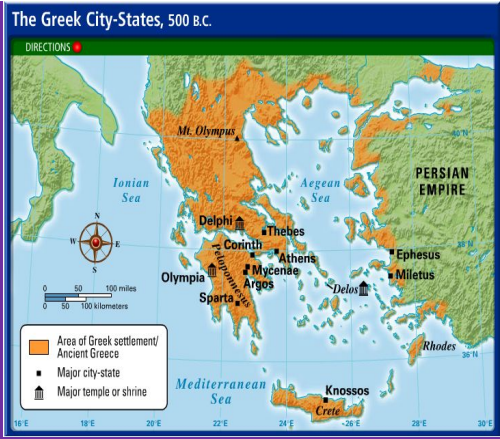 The Greek City-States, 500 B.C.
DIRECTIONS
Mt. Olympus
40°N
Ionian
Sea
Aegean
Sea
PERSIAN
EMPIRE
N
W E
S
Delphi
Thebes
Corinth
Athens
38°N
Ephesus
Mycenae
Miletus
Olympia
Peloponnesus
Argos
Delos
Sparta
0 50 100 miles
0 50 100 kilometers
Rhodes
36°N
Area of Greek settlement/
Ancient Greece
Major city-state
Major temple or shrine
Mediterranean
Sea
Knossos
Crete
16°E 18°E 20°E 22°E 24°E 26°E 28°E 30°E